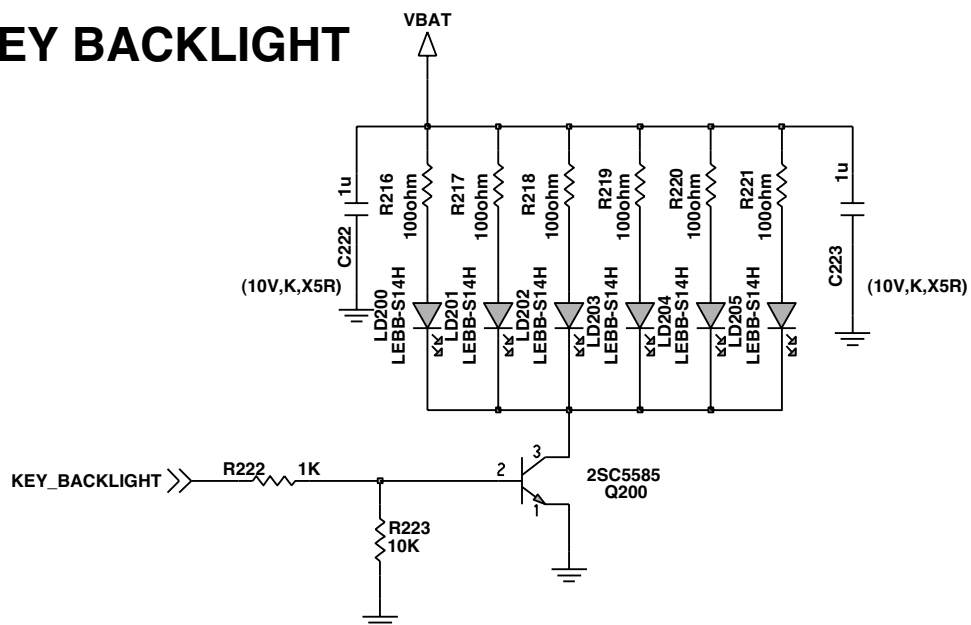 EY BACKLIGHT
VBAT
1u
C222
(10V,K,X5R)
R216
100ohm
R217
100ohm
R218
100ohm
R219
100ohm
R220
100ohm
R221
100ohm
1u
C223
(10V,K,X5R)
LD200
LEBB-S14H
LD201
LEBB-S14H
LD202
LEBB-S14H
LD203
LEBB-S14H
LD204
LEBB-S14H
LD205
LEBB-S14H
KEY_BACKLIGHT
R222 1K
2
3
1
2SC5585
Q200
R223
10K